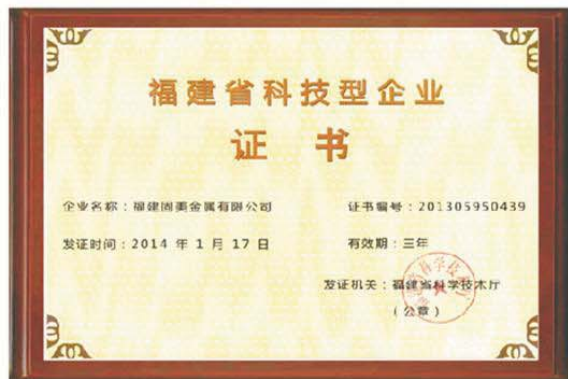 福建省科技型企业
证 书
企业名称：福建固美金属有限公司
证书编号：201305950439
发证时间：2014 年 1 月 17 日
有效期：三年
发证机关：福建省科学技术厅
（公章）